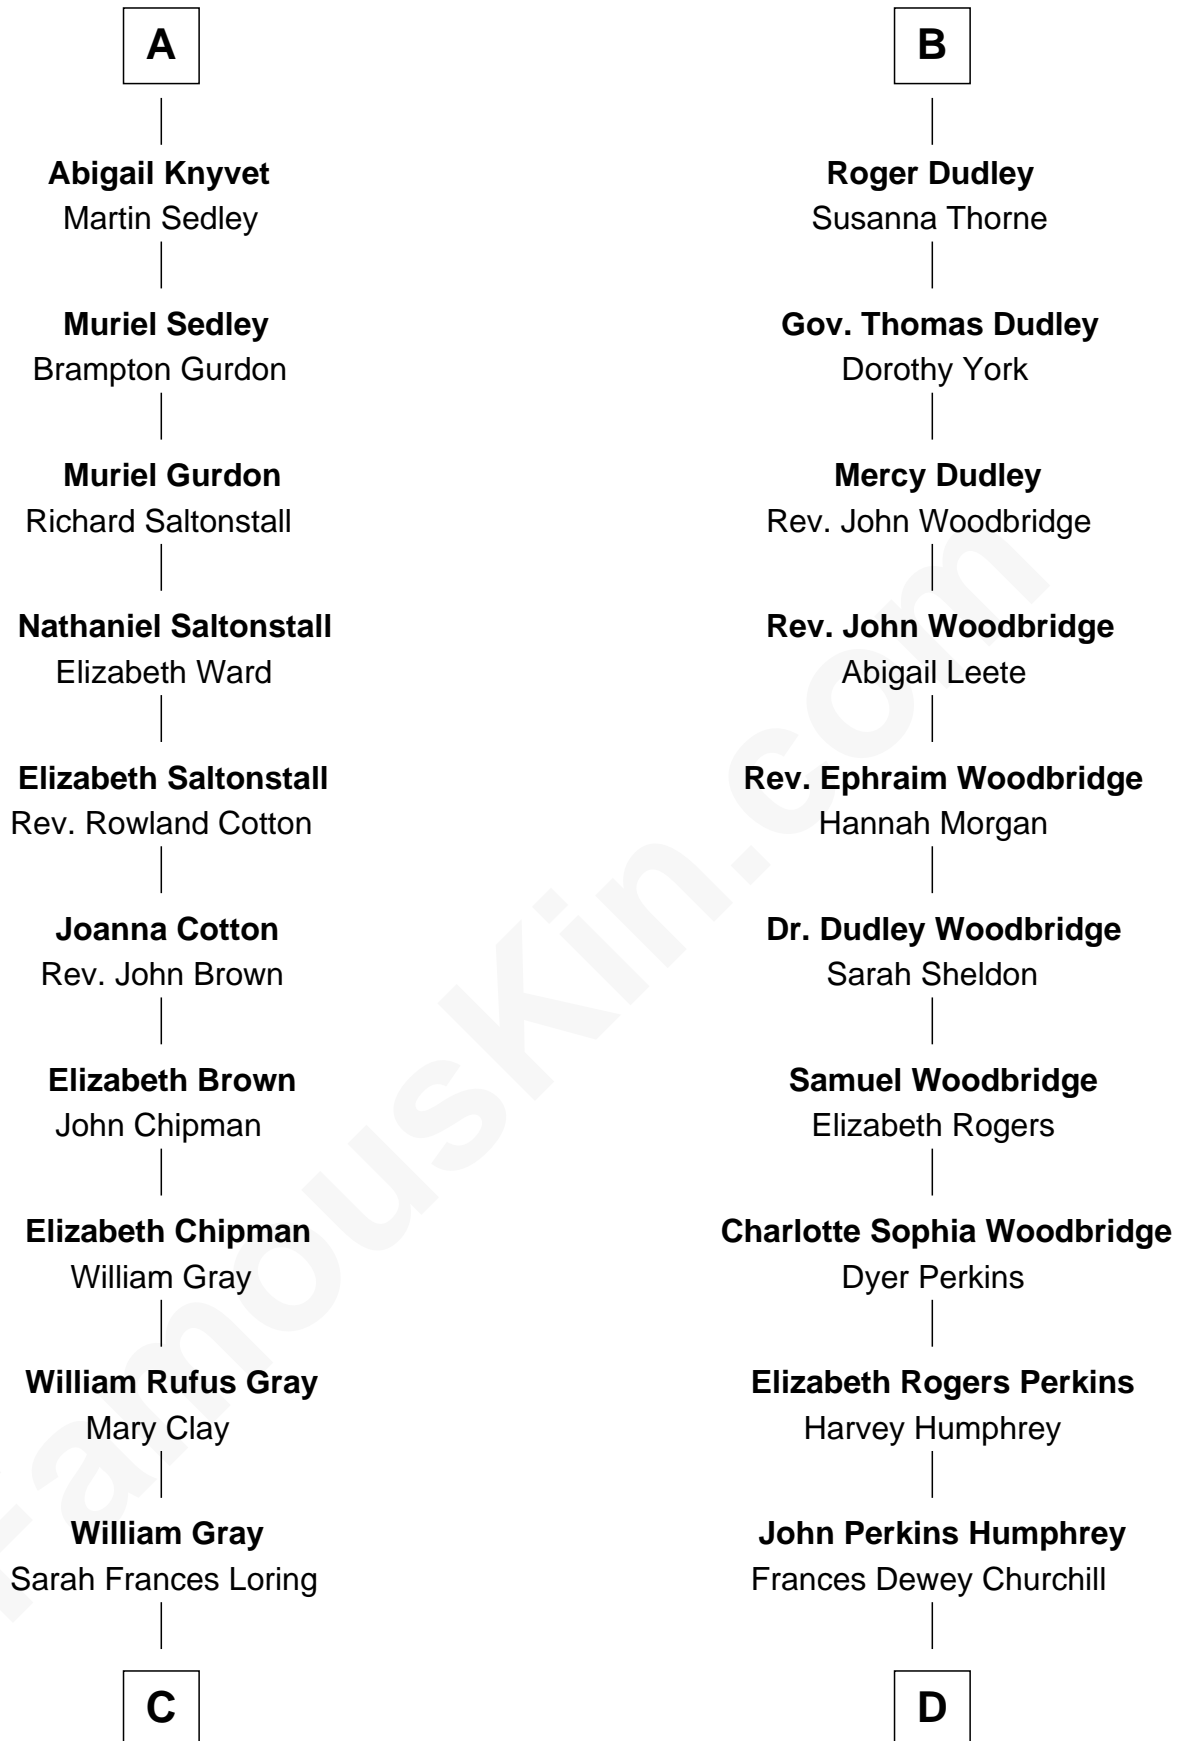 A
Abigail Knyvet
Martin Sedley
Muriel Sedley
Brampton Gurdon
Muriel Gurdon
Richard Saltonstall
Nathaniel Saltonstall
Elizabeth Ward
Elizabeth Saltonstall
Rev. Rowland Cotton
Joanna Cotton
Rev. John Brown
Elizabeth Brown
John Chipman
Elizabeth Chipman
William Gray
William Rufus Gray
Mary Clay
William Gray
Sarah Frances Loring
C
B
Roger Dudley
Susanna Thorne
Gov. Thomas Dudley
Dorothy York
Mercy Dudley
Rev. John Woodbridge
Rev. John Woodbridge
Abigail Leete
Rev. Ephraim Woodbridge
Hannah Morgan
Dr. Dudley Woodbridge
Sarah Sheldon
Samuel Woodbridge
Elizabeth Rogers
Charlotte Sophia Woodbridge
Dyer Perkins
Elizabeth Rogers Perkins
Harvey Humphrey
John Perkins Humphrey
Frances Dewey Churchill
D
FamousKin.com